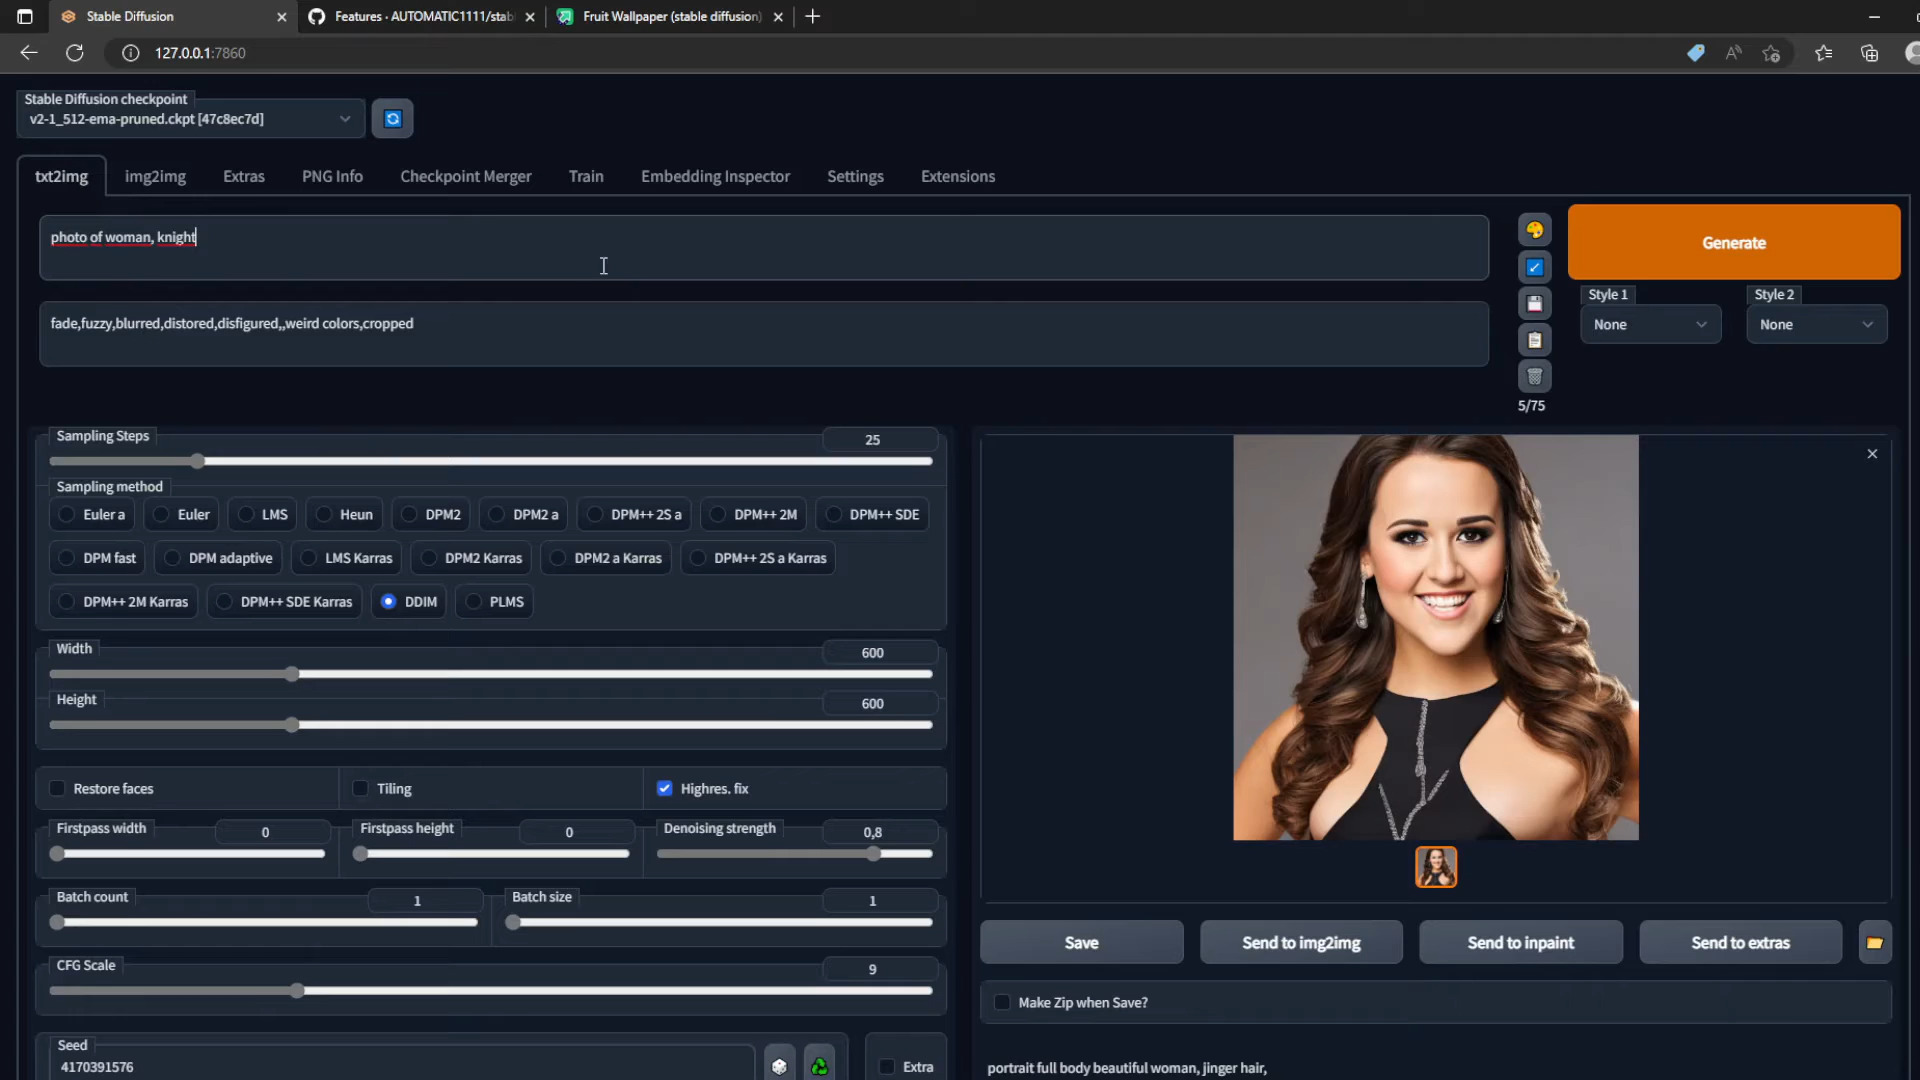 Stable Diffusion
Features · AUTOMATIC1111/stab
Fruit Wallpaper (stable diffusion)
127.0.0.1:7860
Stable Diffusion checkpoint
v2-1_512-ema-pruned.ckpt [47c8ec7d]
txt2img img2img Extras PNG Info Checkpoint Merger Train Embedding Inspector Settings Extensions
photo of woman, knight
Generate
Style 1
Style 2
None
None
fade,fuzzy,blurred,distored,disfigured,,weird colors,cropped
5/75
Sampling Steps
25
Sampling method
Euler a Euler LMS Heun DPM2 DPM2 a DPM++ 2S a DPM++ 2M DPM++ SDE
DPM fast DPM adaptive LMS Karras DPM2 Karras DPM2 a Karras DPM++ 2S a Karras
DPM++ 2M Karras DPM++ SDE Karras DDIM PLMS
Width
600
Height
600
Restore faces Tiling Highres. fix
Firstpass width
0
Firstpass height
0
Denoising strength
0,8
Batch count
1
Batch size
1
CFG Scale
9
Seed
4170391576
Extra
Save Send to img2img Send to inpaint Send to extras
Make Zip when Save?
portrait full body beautiful woman, jinger hair,